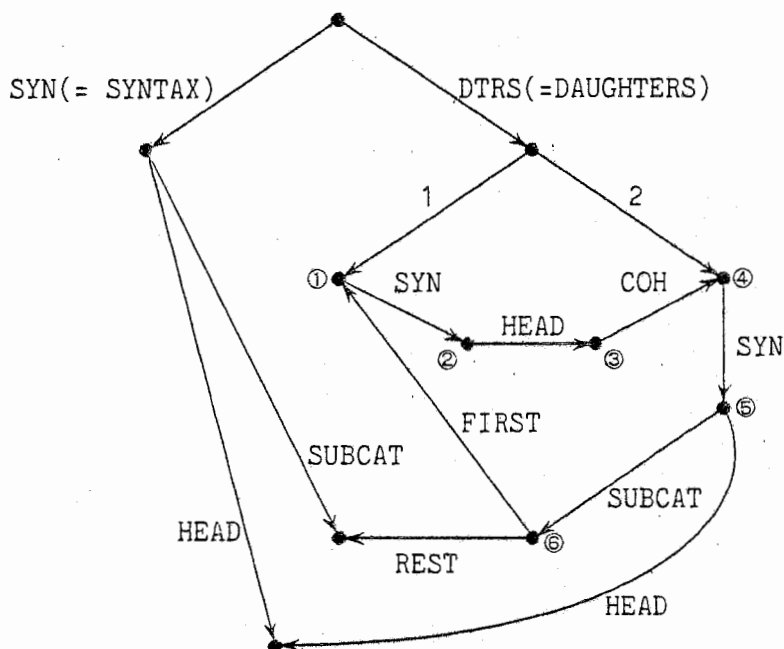 SYN(= SYNTAX)
DTRS(=DAUGHTERS)
1
2
① SYN
COH
④
HEAD
② ③
SYN
⑤
FIRST
SUBCAT
SUBCAT
HEAD
⑥
REST
HEAD